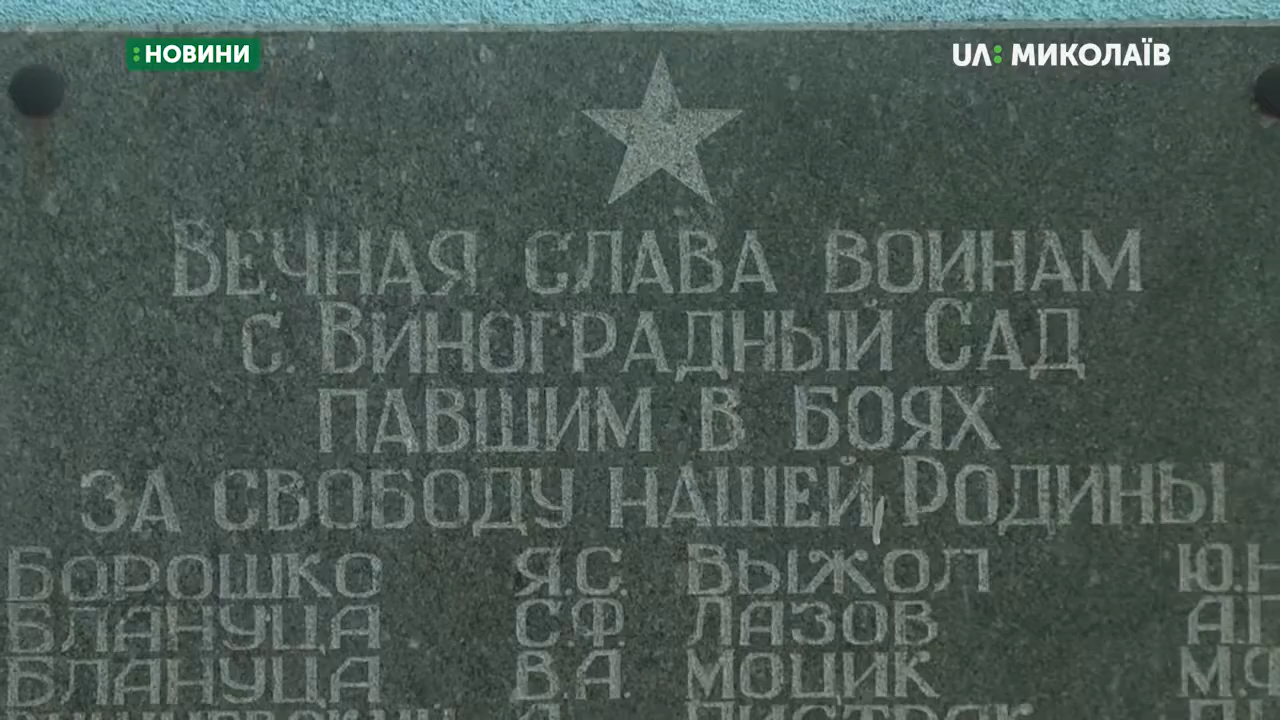 : НОВИНИ
UA: МИКОЛАЇВ
ВЕЧНАЯ СЛАВА ВОИНАМ
С. ВИНОГРАДНЫЙ САД
ПАВШИМ В БОЯХ
ЗА СВОБОДУ НАШЕЙ РОДИНЫ
БОРОШКО Я.С. ВЫЖОЛ Ю.Н
БЛАНУЦА С.Ф. ЛАЗОВ А.
БЛАНУЦА В.А. МОЦИК М.Ф